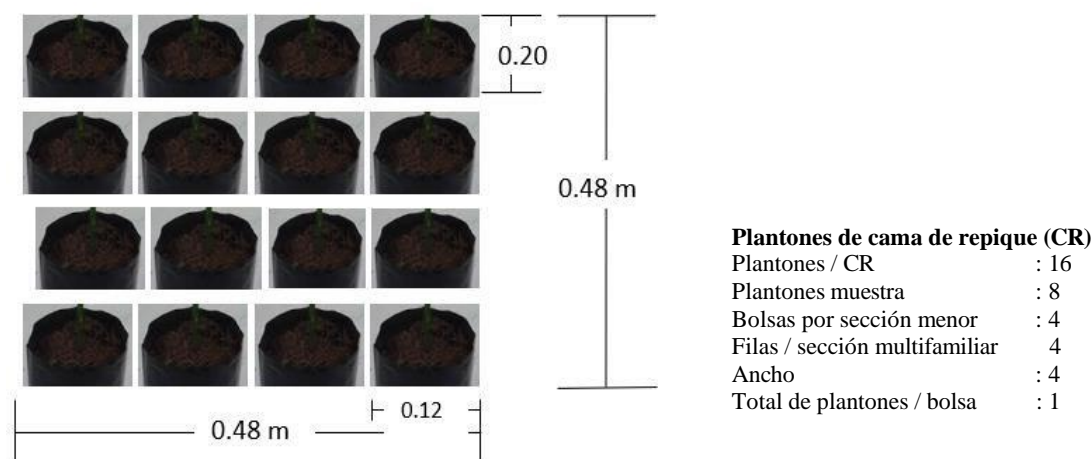 0.20
0.48 m
0.12
0.48 m
Plantones de cama de repique (CR)
Plantones / CR : 16
Plantones muestra : 8
Bolsas por sección menor : 4
Filas / sección multifamiliar 4
Ancho : 4
Total de plantones / bolsa : 1